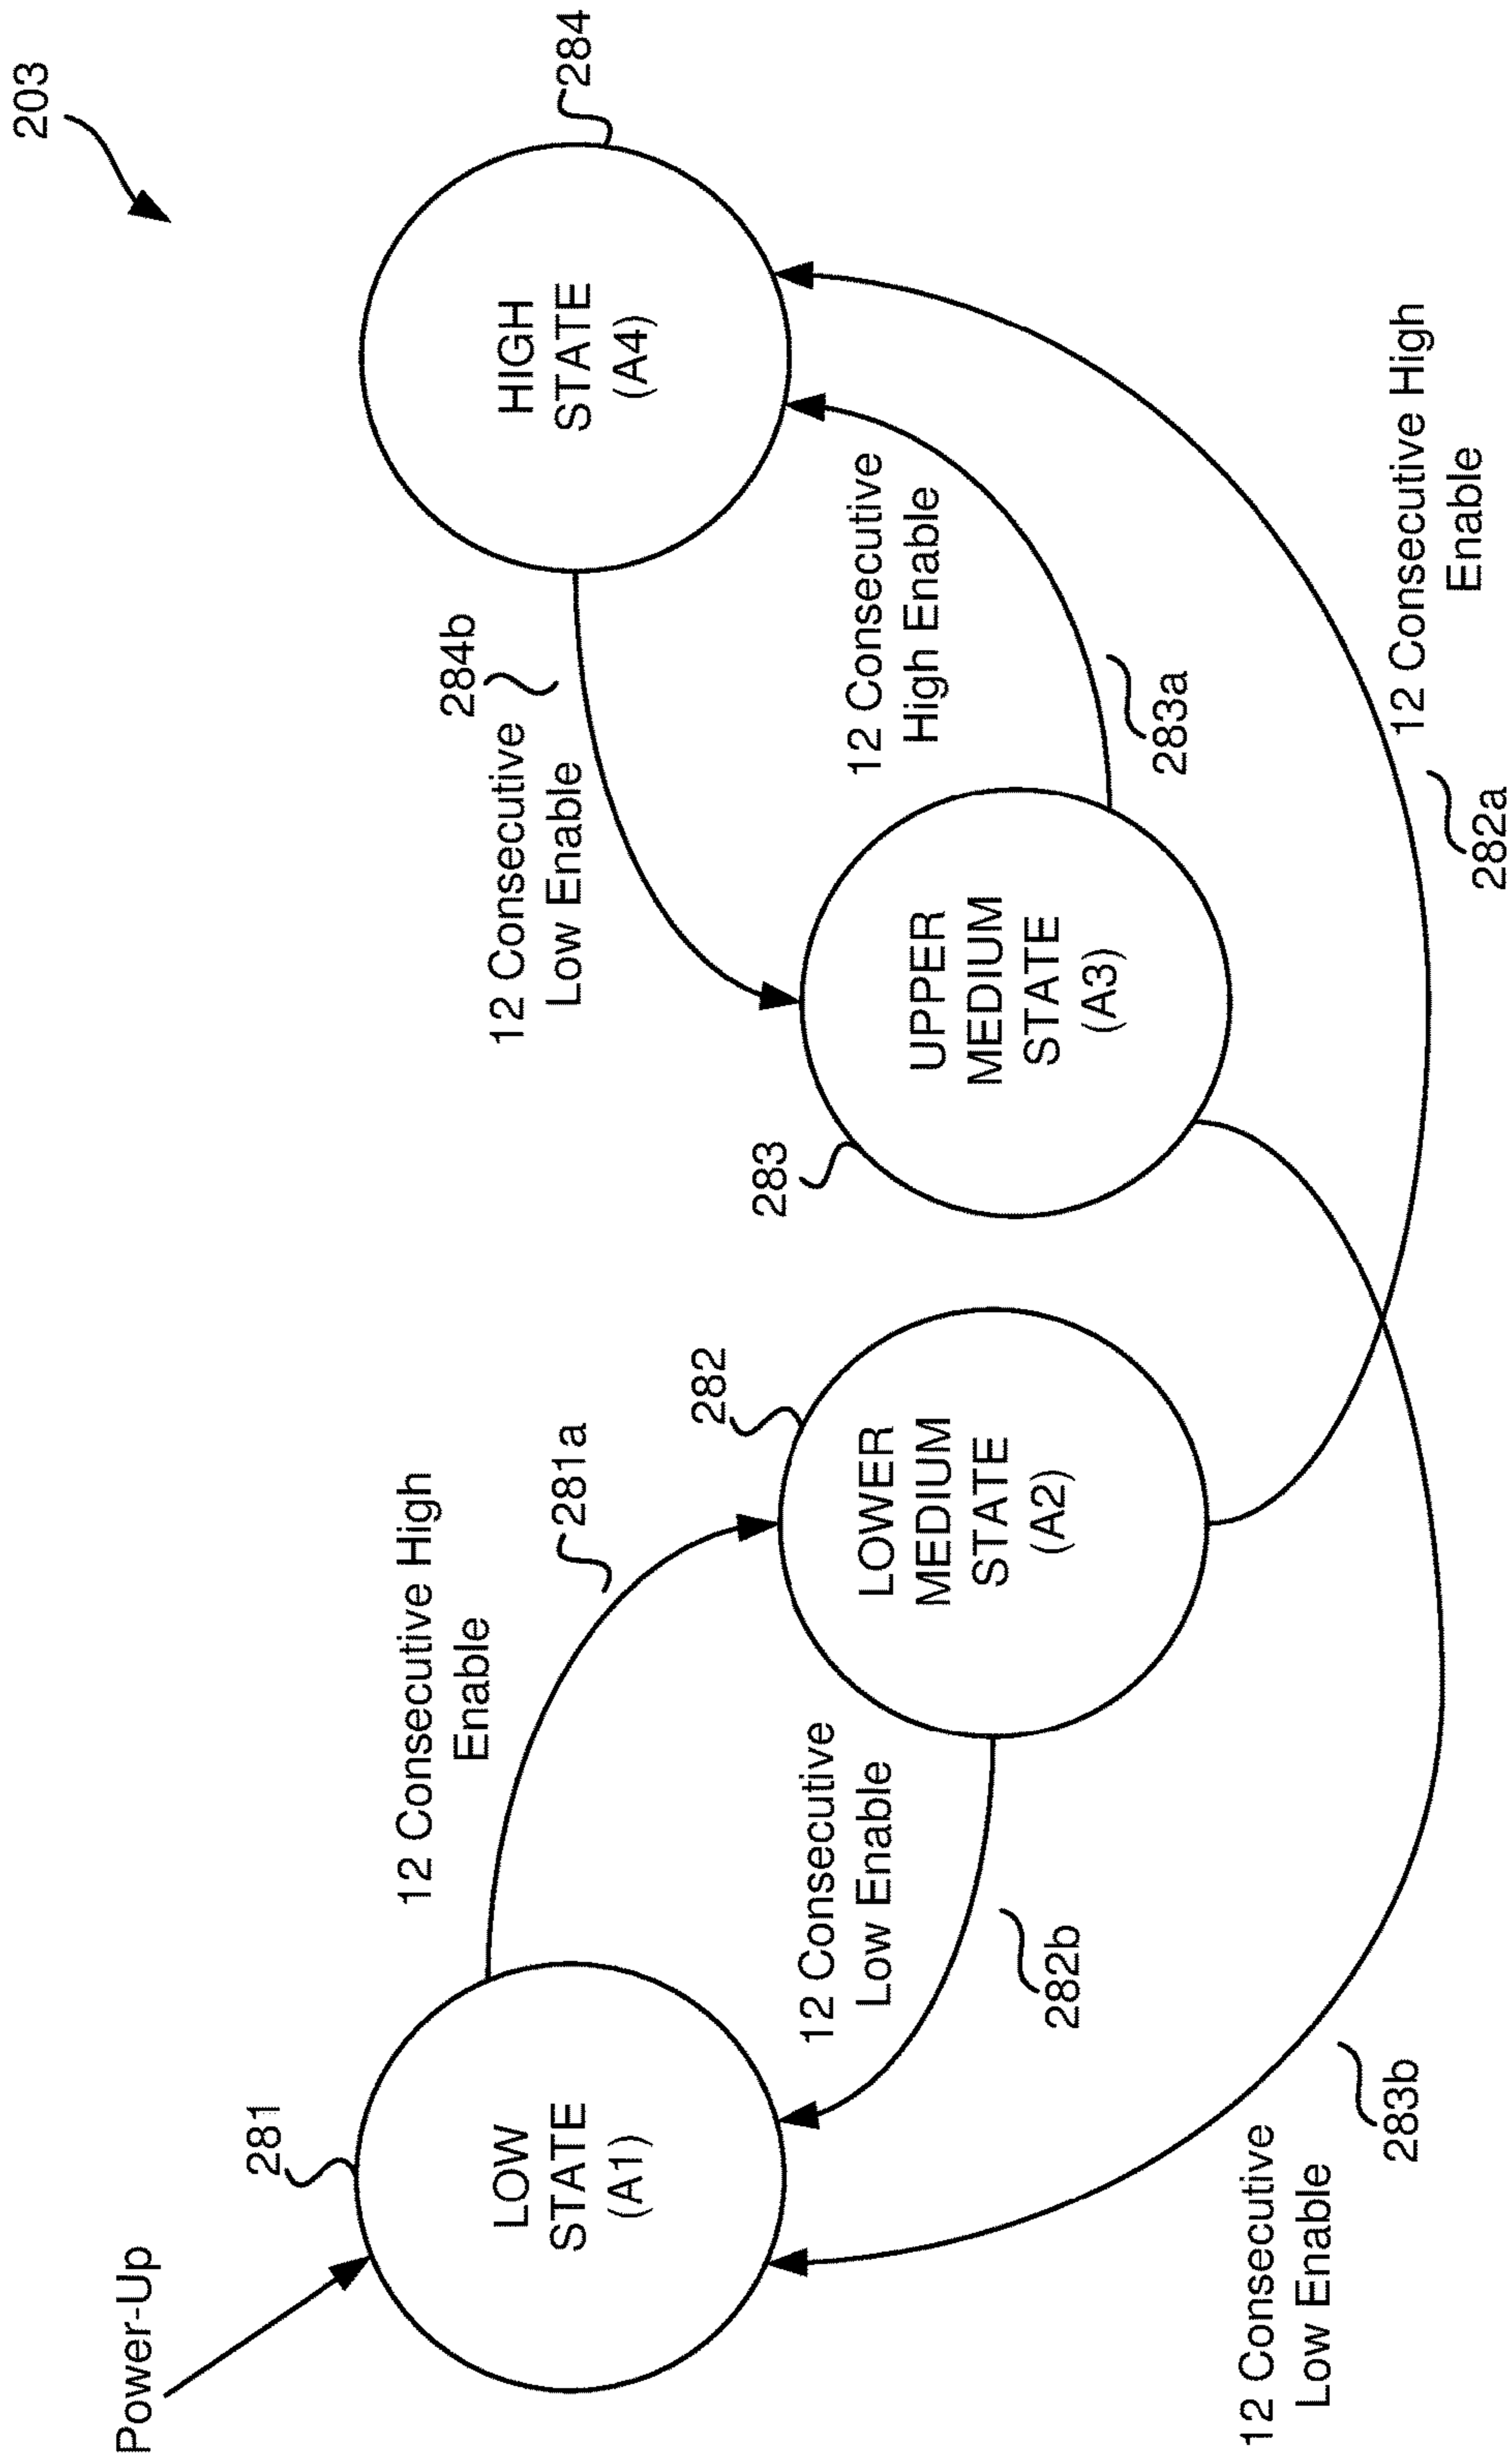 203
Power-Up
281
LOW
STATE
(A1)
12 Consecutive High
Enable
281a
282
LOWER
MEDIUM
STATE
(A2)
12 Consecutive
Low Enable
282b
12 Consecutive
Low Enable
283b
284b
12 Consecutive
Low Enable
283
UPPER
MEDIUM
STATE
(A3)
12 Consecutive
High Enable
283a
284
HIGH
STATE
(A4)
12 Consecutive High
Enable
282a